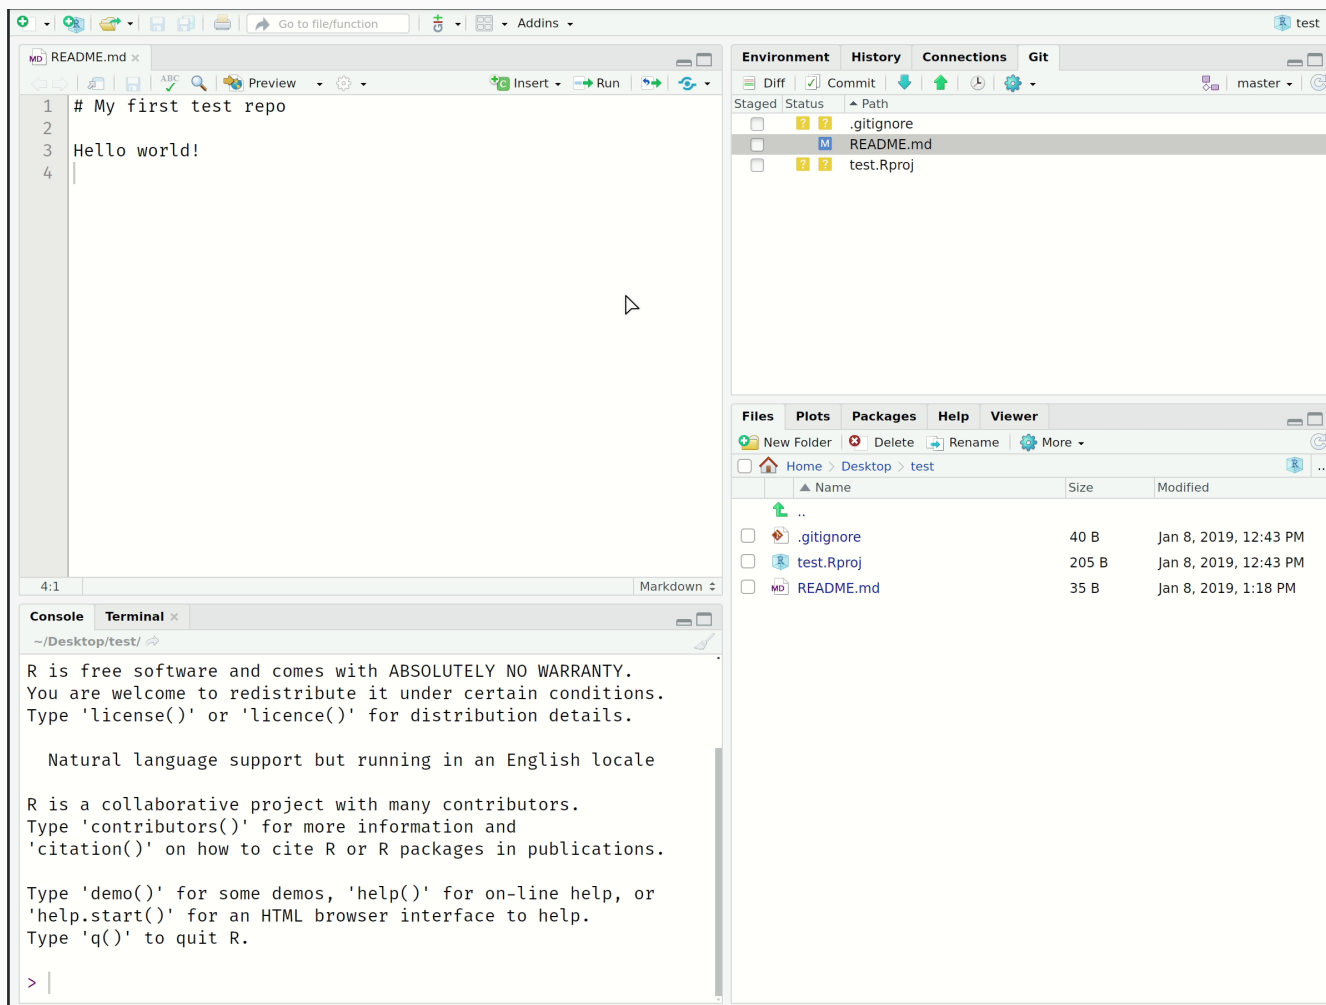 Go to file/function
Addins
test
README.md
Environment History Connections Git
ABC
Preview
Insert
Run
Diff
Commit
master
Staged Status Path
1 # My first test repo
2
3 Hello world!
4
? ? .gitignore
M README.md
? ? test.Rproj
4:1
Markdown
Files Plots Packages Help Viewer
New Folder
Delete
Rename
More
Home > Desktop > test
..
Name Size Modified
..
.gitignore 40 B Jan 8, 2019, 12:43 PM
test.Rproj 205 B Jan 8, 2019, 12:43 PM
MD README.md 35 B Jan 8, 2019, 1:18 PM
Console Terminal
~/Desktop/test/
R is free software and comes with ABSOLUTELY NO WARRANTY.
You are welcome to redistribute it under certain conditions.
Type 'license()' or 'licence()' for distribution details.
Natural language support but running in an English locale
R is a collaborative project with many contributors.
Type 'contributors()' for more information and
'citation()' on how to cite R or R packages in publications.
Type 'demo()' for some demos, 'help()' for on-line help, or
'help.start()' for an HTML browser interface to help.
Type 'q()' to quit R.
>